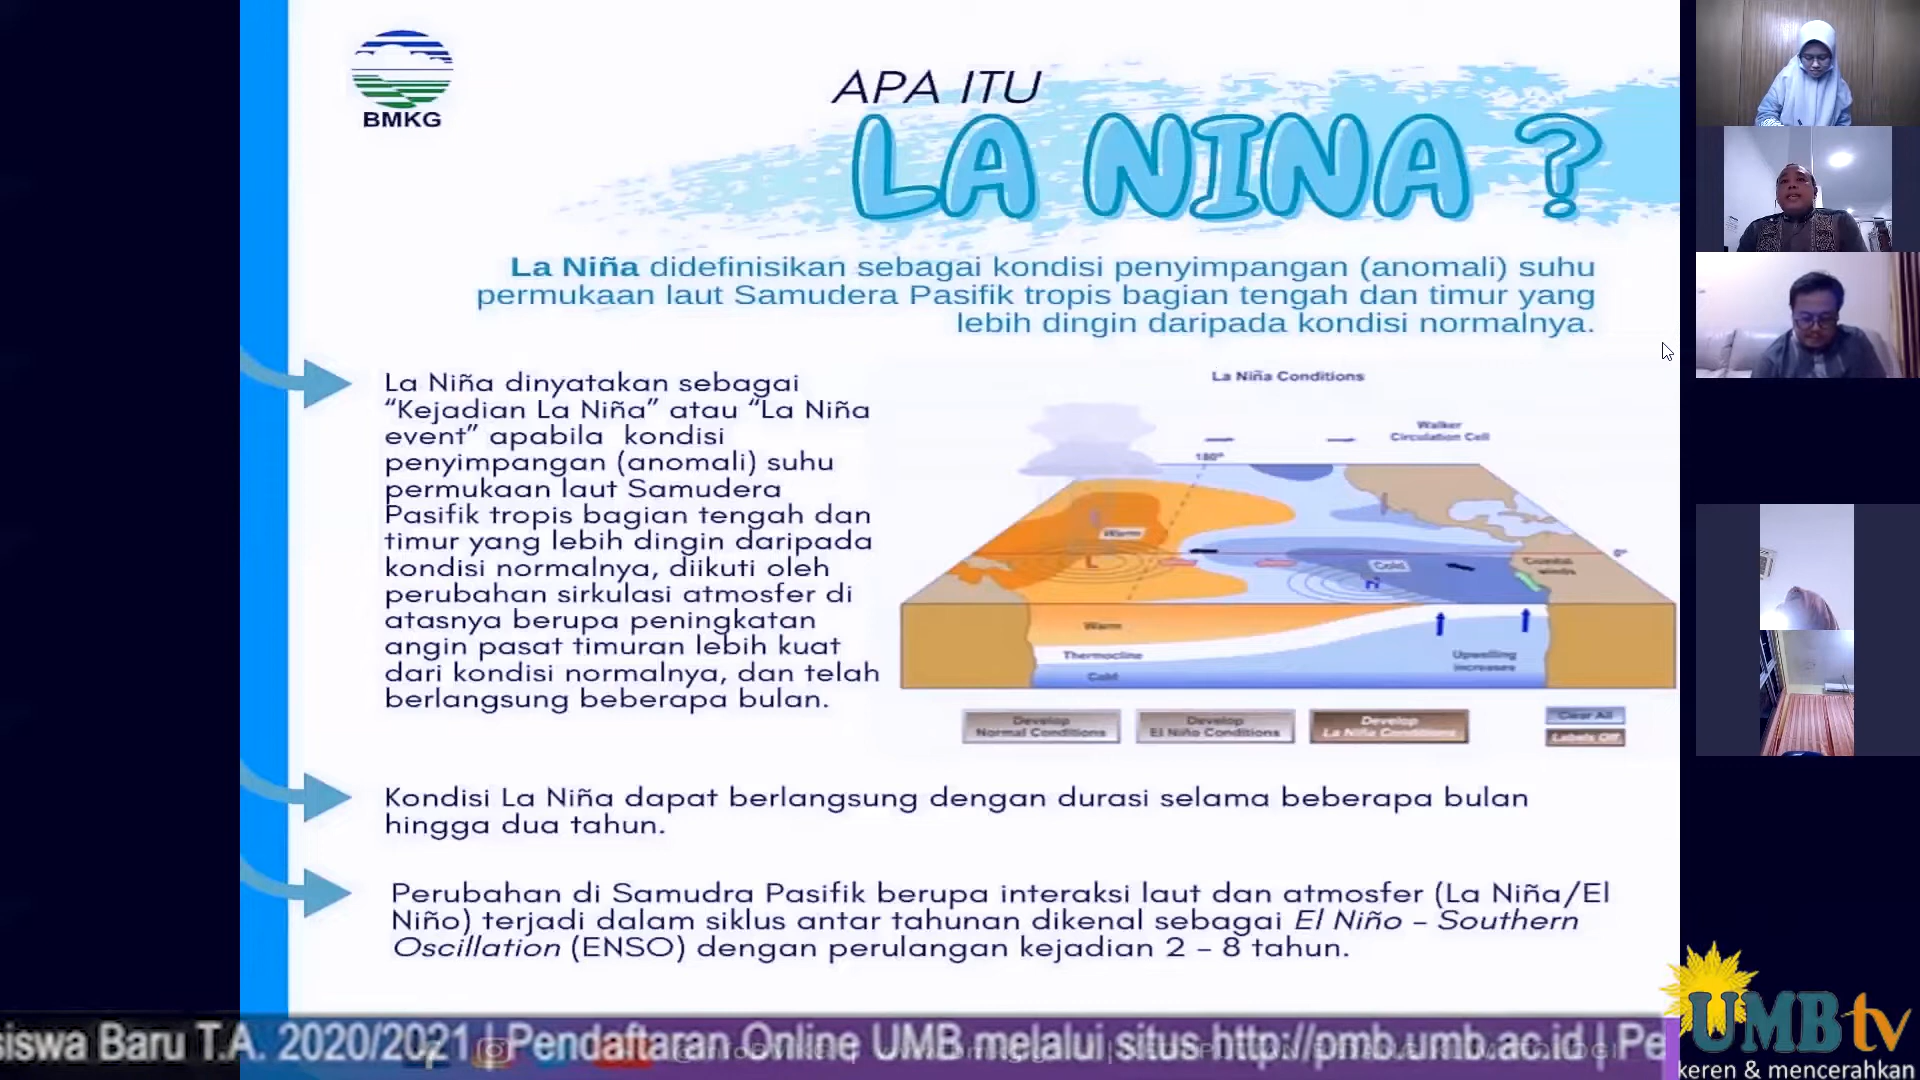 BMKG
APA ITU
LA NINA ?
La Niña didefinisikan sebagai kondisi penyimpangan (anomali) suhu
permukaan laut Samudera Pasifik tropis bagian tengah dan timur yang
lebih dingin daripada kondisi normalnya.
La Niña dinyatakan sebagai
“Kejadian La Niña” atau “La Niña
event” apabila kondisi
penyimpangan (anomali) suhu
permukaan laut Samudera
Pasifik tropis bagian tengah dan
timur yang lebih dingin daripada
kondisi normalnya, diikuti oleh
perubahan sirkulasi atmosfer di
atasnya berupa peningkatan
angin pasat timuran lebih kuat
dari kondisi normalnya, dan telah
berlangsung beberapa bulan.
La Niña Conditions
Walker
Circulation Cell
180°
Warm
L
Cold
H
0°
Coastal
winds
Warm
Thermocline
Cold
Upwelling
increases
Develop
Normal Conditions
Develop
El Niño Conditions
Develop
La Niña Conditions
Clear All
Labels Off
Kondisi La Niña dapat berlangsung dengan durasi selama beberapa bulan
hingga dua tahun.
Perubahan di Samudra Pasifik berupa interaksi laut dan atmosfer (La Niña/El
Niño) terjadi dalam siklus antar tahunan dikenal sebagai El Niño – Southern
Oscillation (ENSO) dengan perulangan kejadian 2 – 8 tahun.
siswa Baru T.A. 2020/2021 | Pendaftaran Online UMB melalui situs http://pmb.umb.ac.id | Pe
UMBtv
keren & mencerahkan